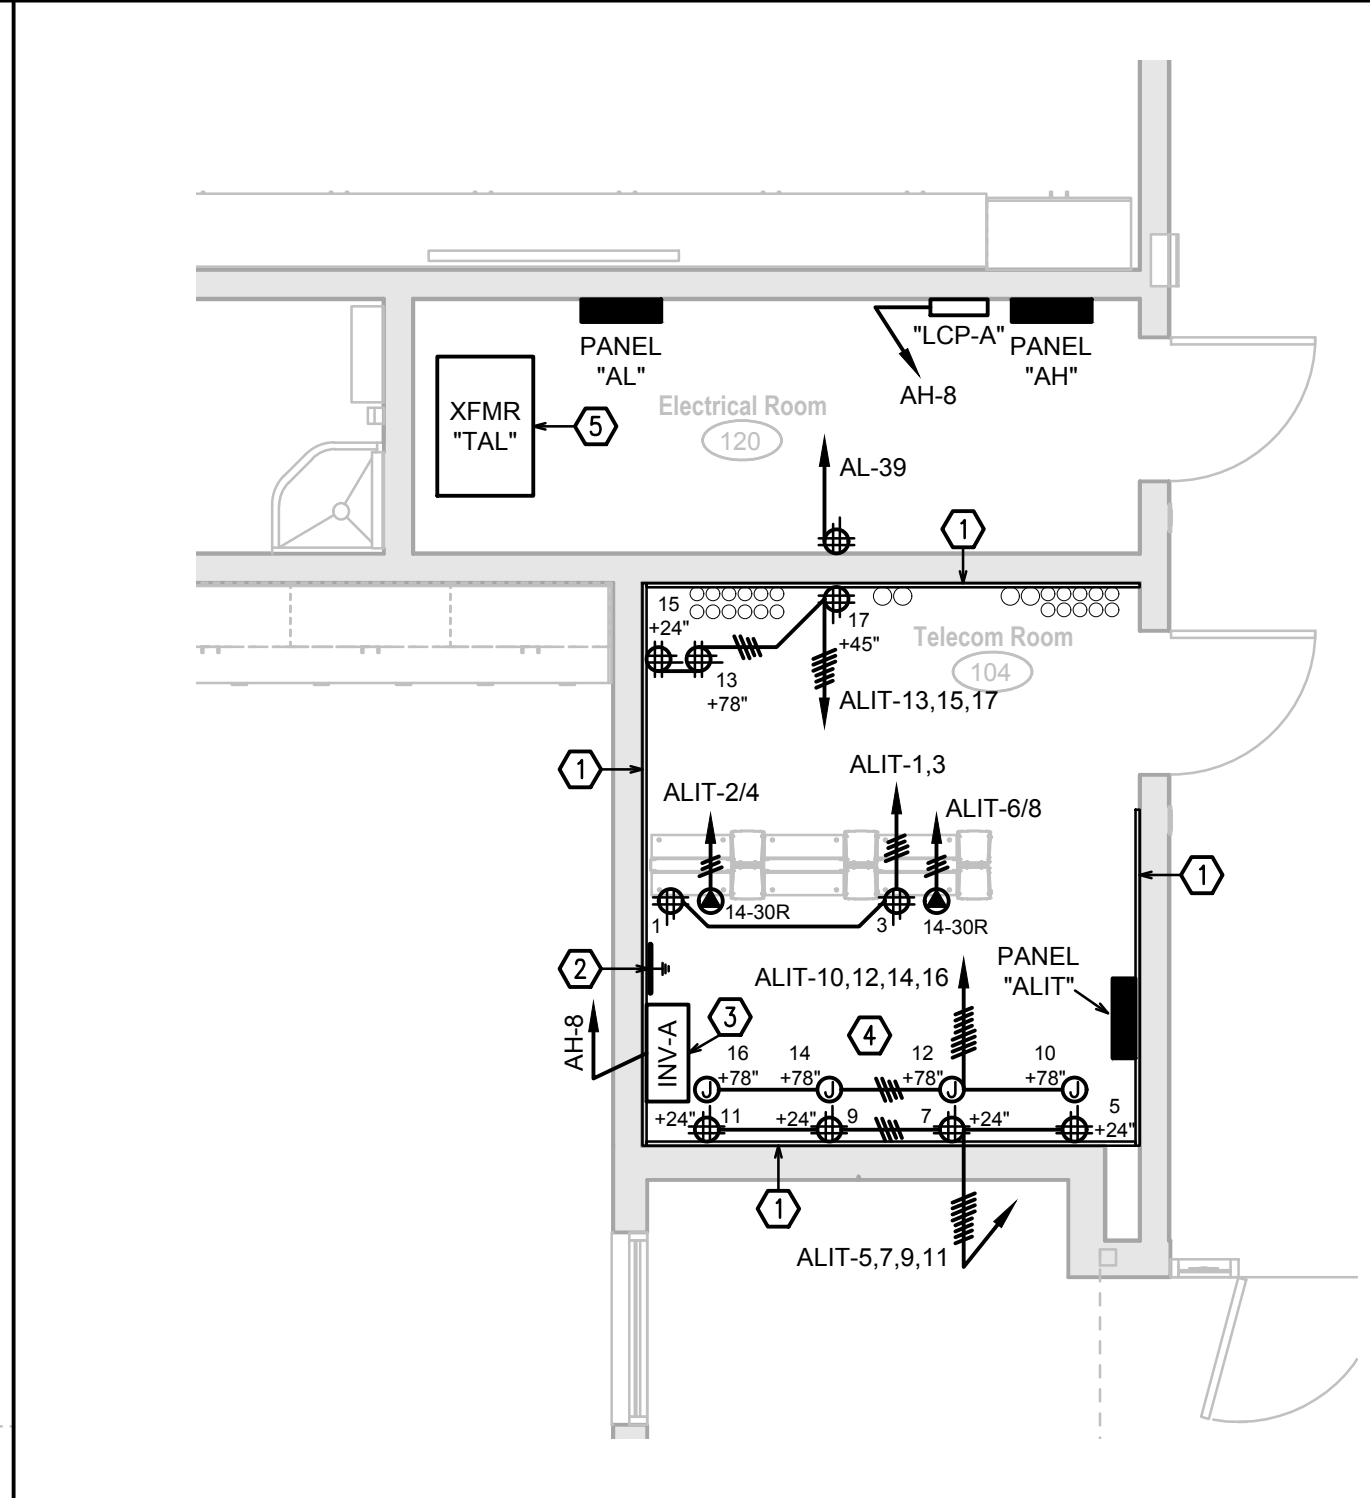 PANEL
"AL"
"LCP-A"
PANEL
"AH"
AH-8
XFMR
"TAL"
5
Electrical Room
120
AL-39
1
15
+24"
17
+45"
Telecom Room
104
13
+78"
ALIT-13,15,17
1
ALIT-1,3
ALIT-2/4
ALIT-6/8
1
1
14-30R
3
14-30R
2
ALIT-10,12,14,16
PANEL
"ALIT"
AH-8
INV-A
3
4
16
+78"
14
+78"
12
+78"
10
+78"
J
J
J
J
+24"
11
+24"
9
7
+24"
5
+24"
1
ALIT-5,7,9,11